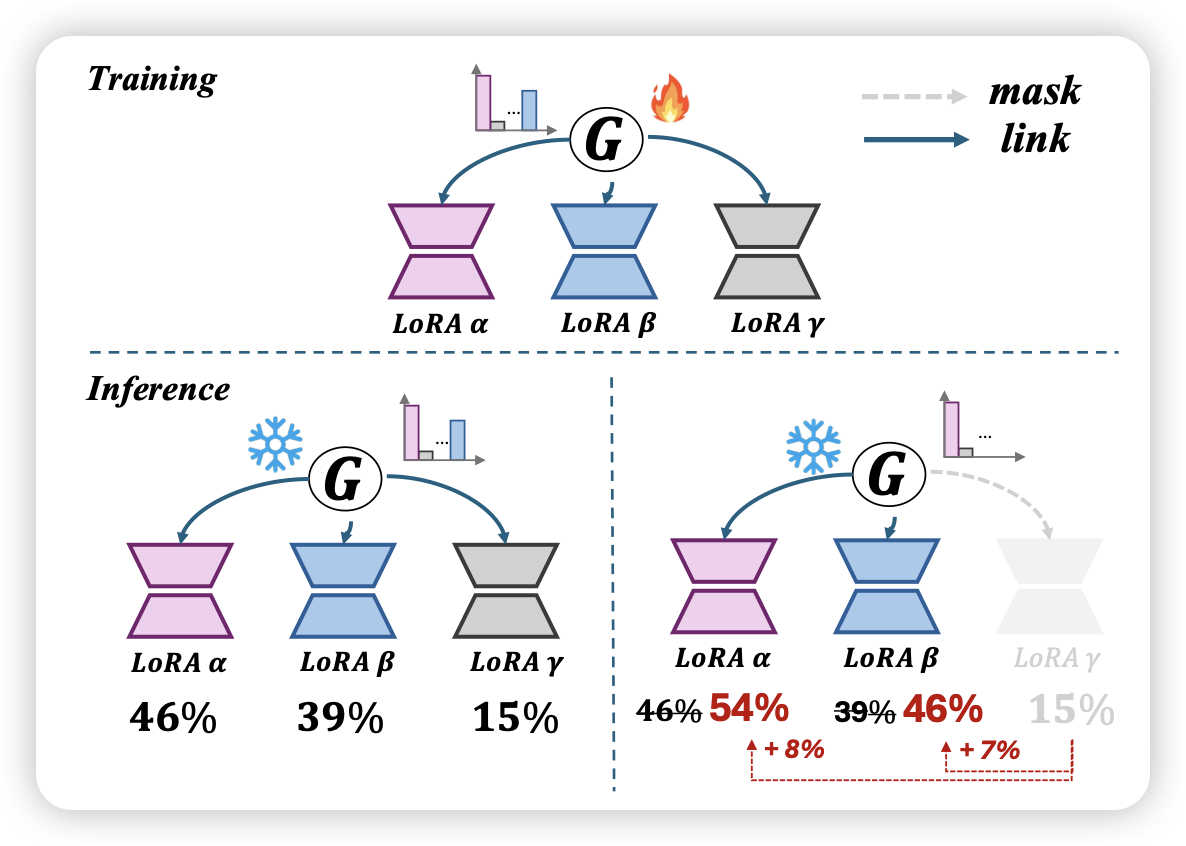 Training
mask
link
...
G
LoRA α
LoRA β
LoRA γ
Inference
...
G
LoRA α
LoRA β
LoRA γ
46%
39%
15%
...
G
LoRA α
LoRA β
LoRA γ
46% 54%
39% 46%
15%
+ 8%
+ 7%